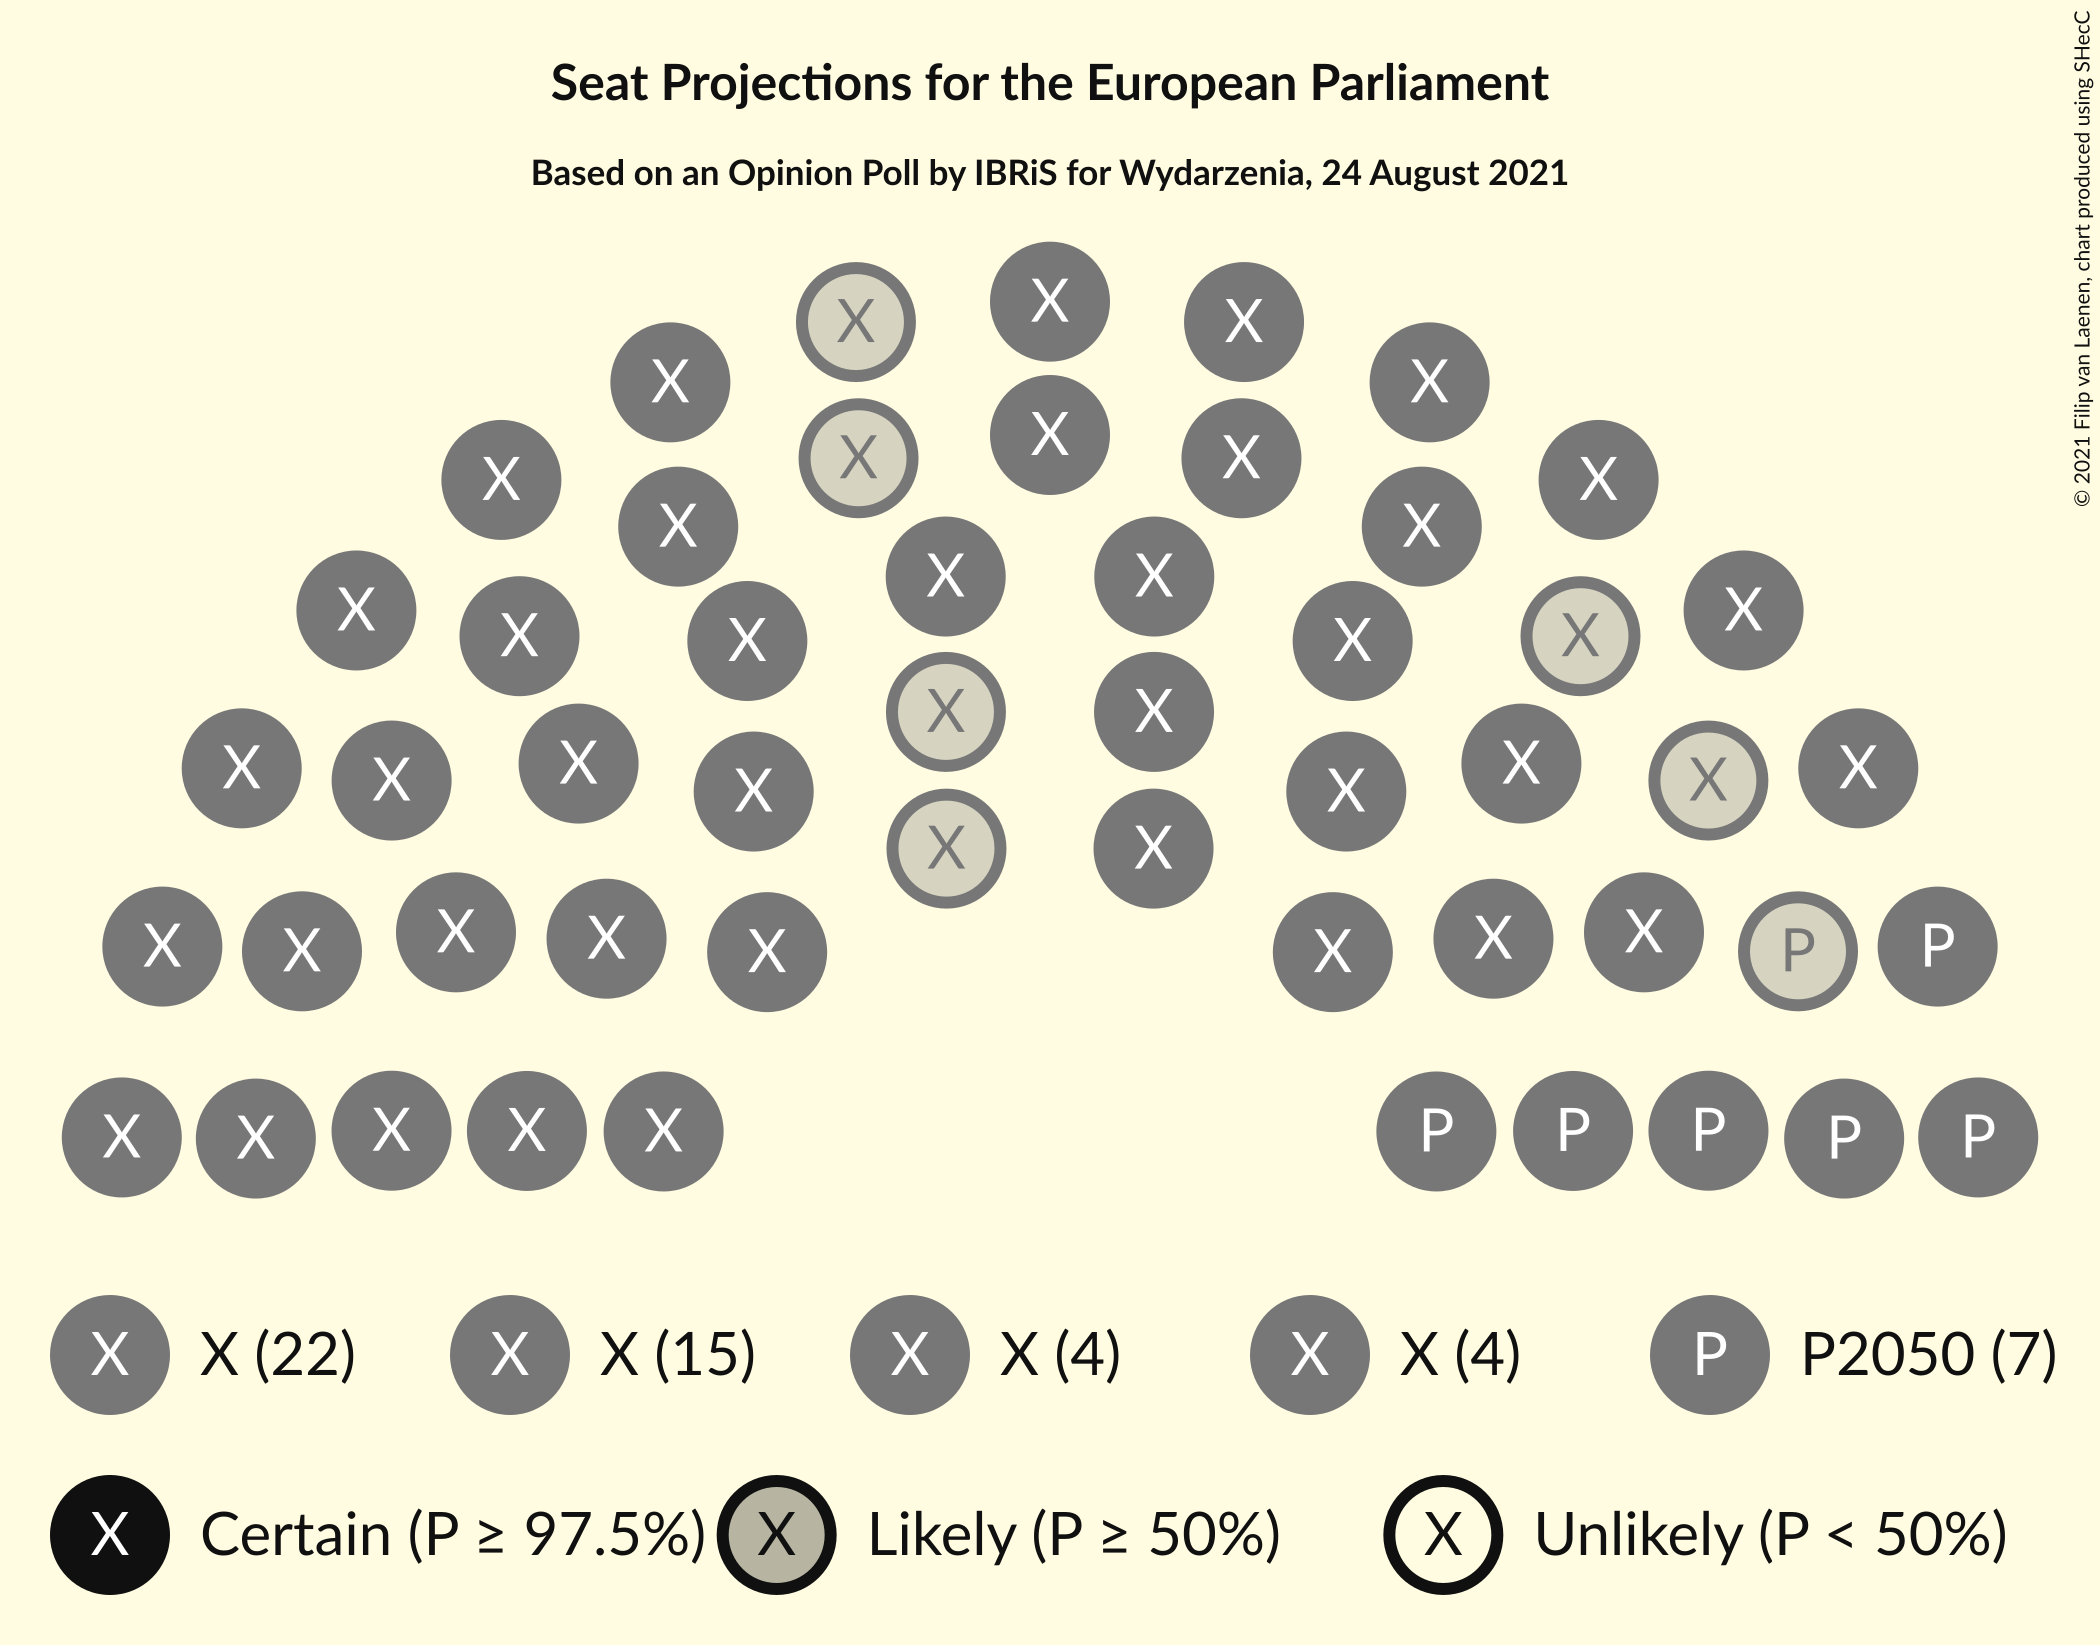 Seat Projections for the European Parliament
Based on an Opinion Poll by IBRiS for Wydarzenia, 24 August 2021
© 2021 Filip van Laenen, chart produced using SHecC
X X X
X X
X X X
X X
X X X X
X X
X X X X
X X
X X X X
X X
X X X X
X X
X X X X
X X
X X X X X X P P
X X
X X X X X P P P P P
X X (22) X X (15) X X (4) X X (4) P P2050 (7)
X Certain (P ≥ 97.5%) X Likely (P ≥ 50%) X Unlikely (P < 50%)